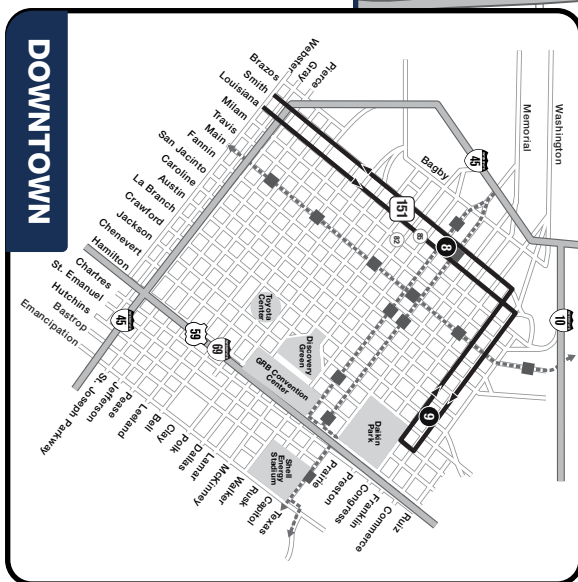 DOWNTOWN
Pierce
Gray
Webster
Brazos
Smith
Louisiana
Milam
Travis
Main
Fannin
San Jacinto
Caroline
Austin
La Branch
Crawford
Jackson
Chenevert
Hamilton
Chartres
St. Emanuel
Hutchins
Bastrop
Emancipation
Washington
Memorial
Bagby
45
10
151
8
85
82
Toyota
Center
Discovery
Green
GRB Convention
Center
Daikin
Park
9
Shell
Energy
Stadium
59
69
45
St. Joseph Parkway
Jefferson
Pease
Leeland
Bell
Clay
Polk
Dallas
Lamar
McKinney
Walker
Rusk
Capitol
Texas
Prairie
Preston
Congress
Franklin
Commerce
Ruiz